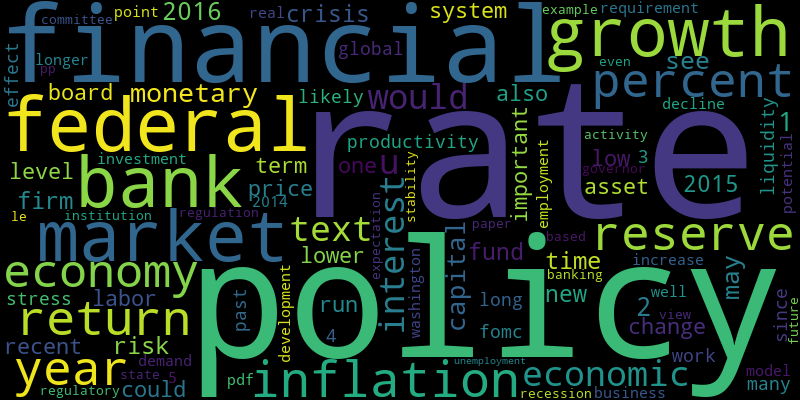 committee point 2016 real crisis system example requirement
financial growth
effect longer pp global even see percent
board monetary likely would also decline
federal rate productivity activity 1
level investment bank term one u important low 3 liquidity potential
firm price asset governor 2015
le institution regulation 2014 stability employment
market text expectation paper based reserve
economy lower interest washington capital fund time banking increase may
policy
stress labor development past run long fomc new 2 well since future
return 4 view change
recent risk demand work
year state 5 unemployment economic model
regulatory could pdf inflation recession business many